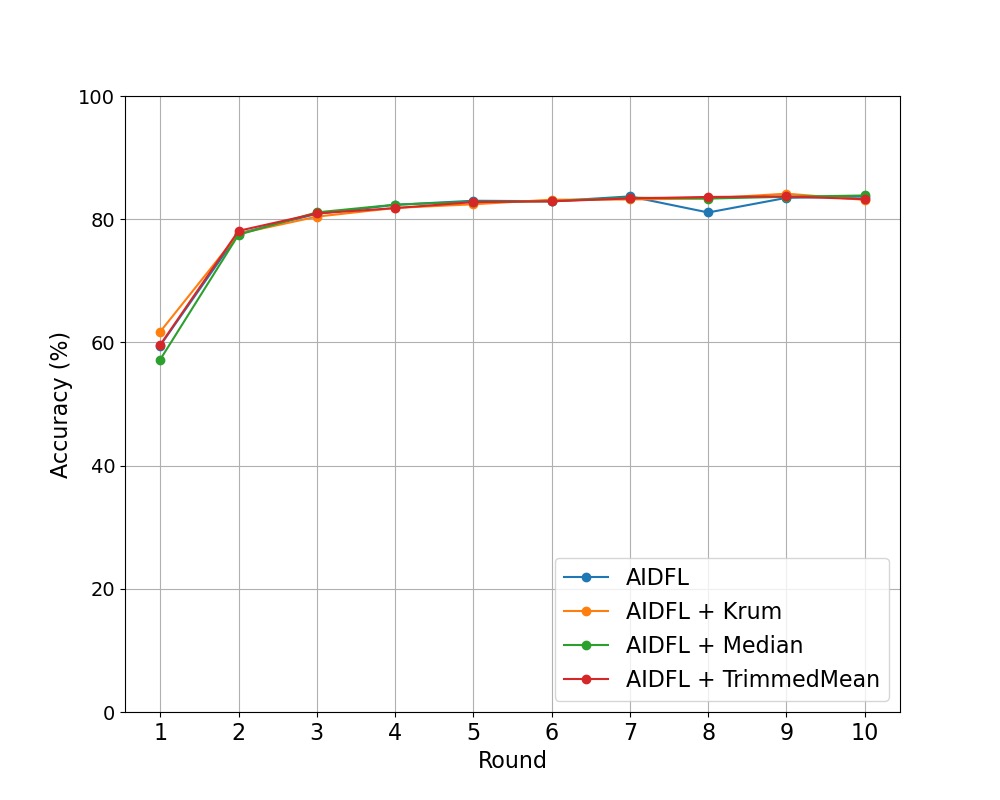 100
80
60
40
20
0
Accuracy (%)
AIDFL
AIDFL + Krum
AIDFL + Median
AIDFL + TrimmedMean
1 2 3 4 5 6 7 8 9 10
Round